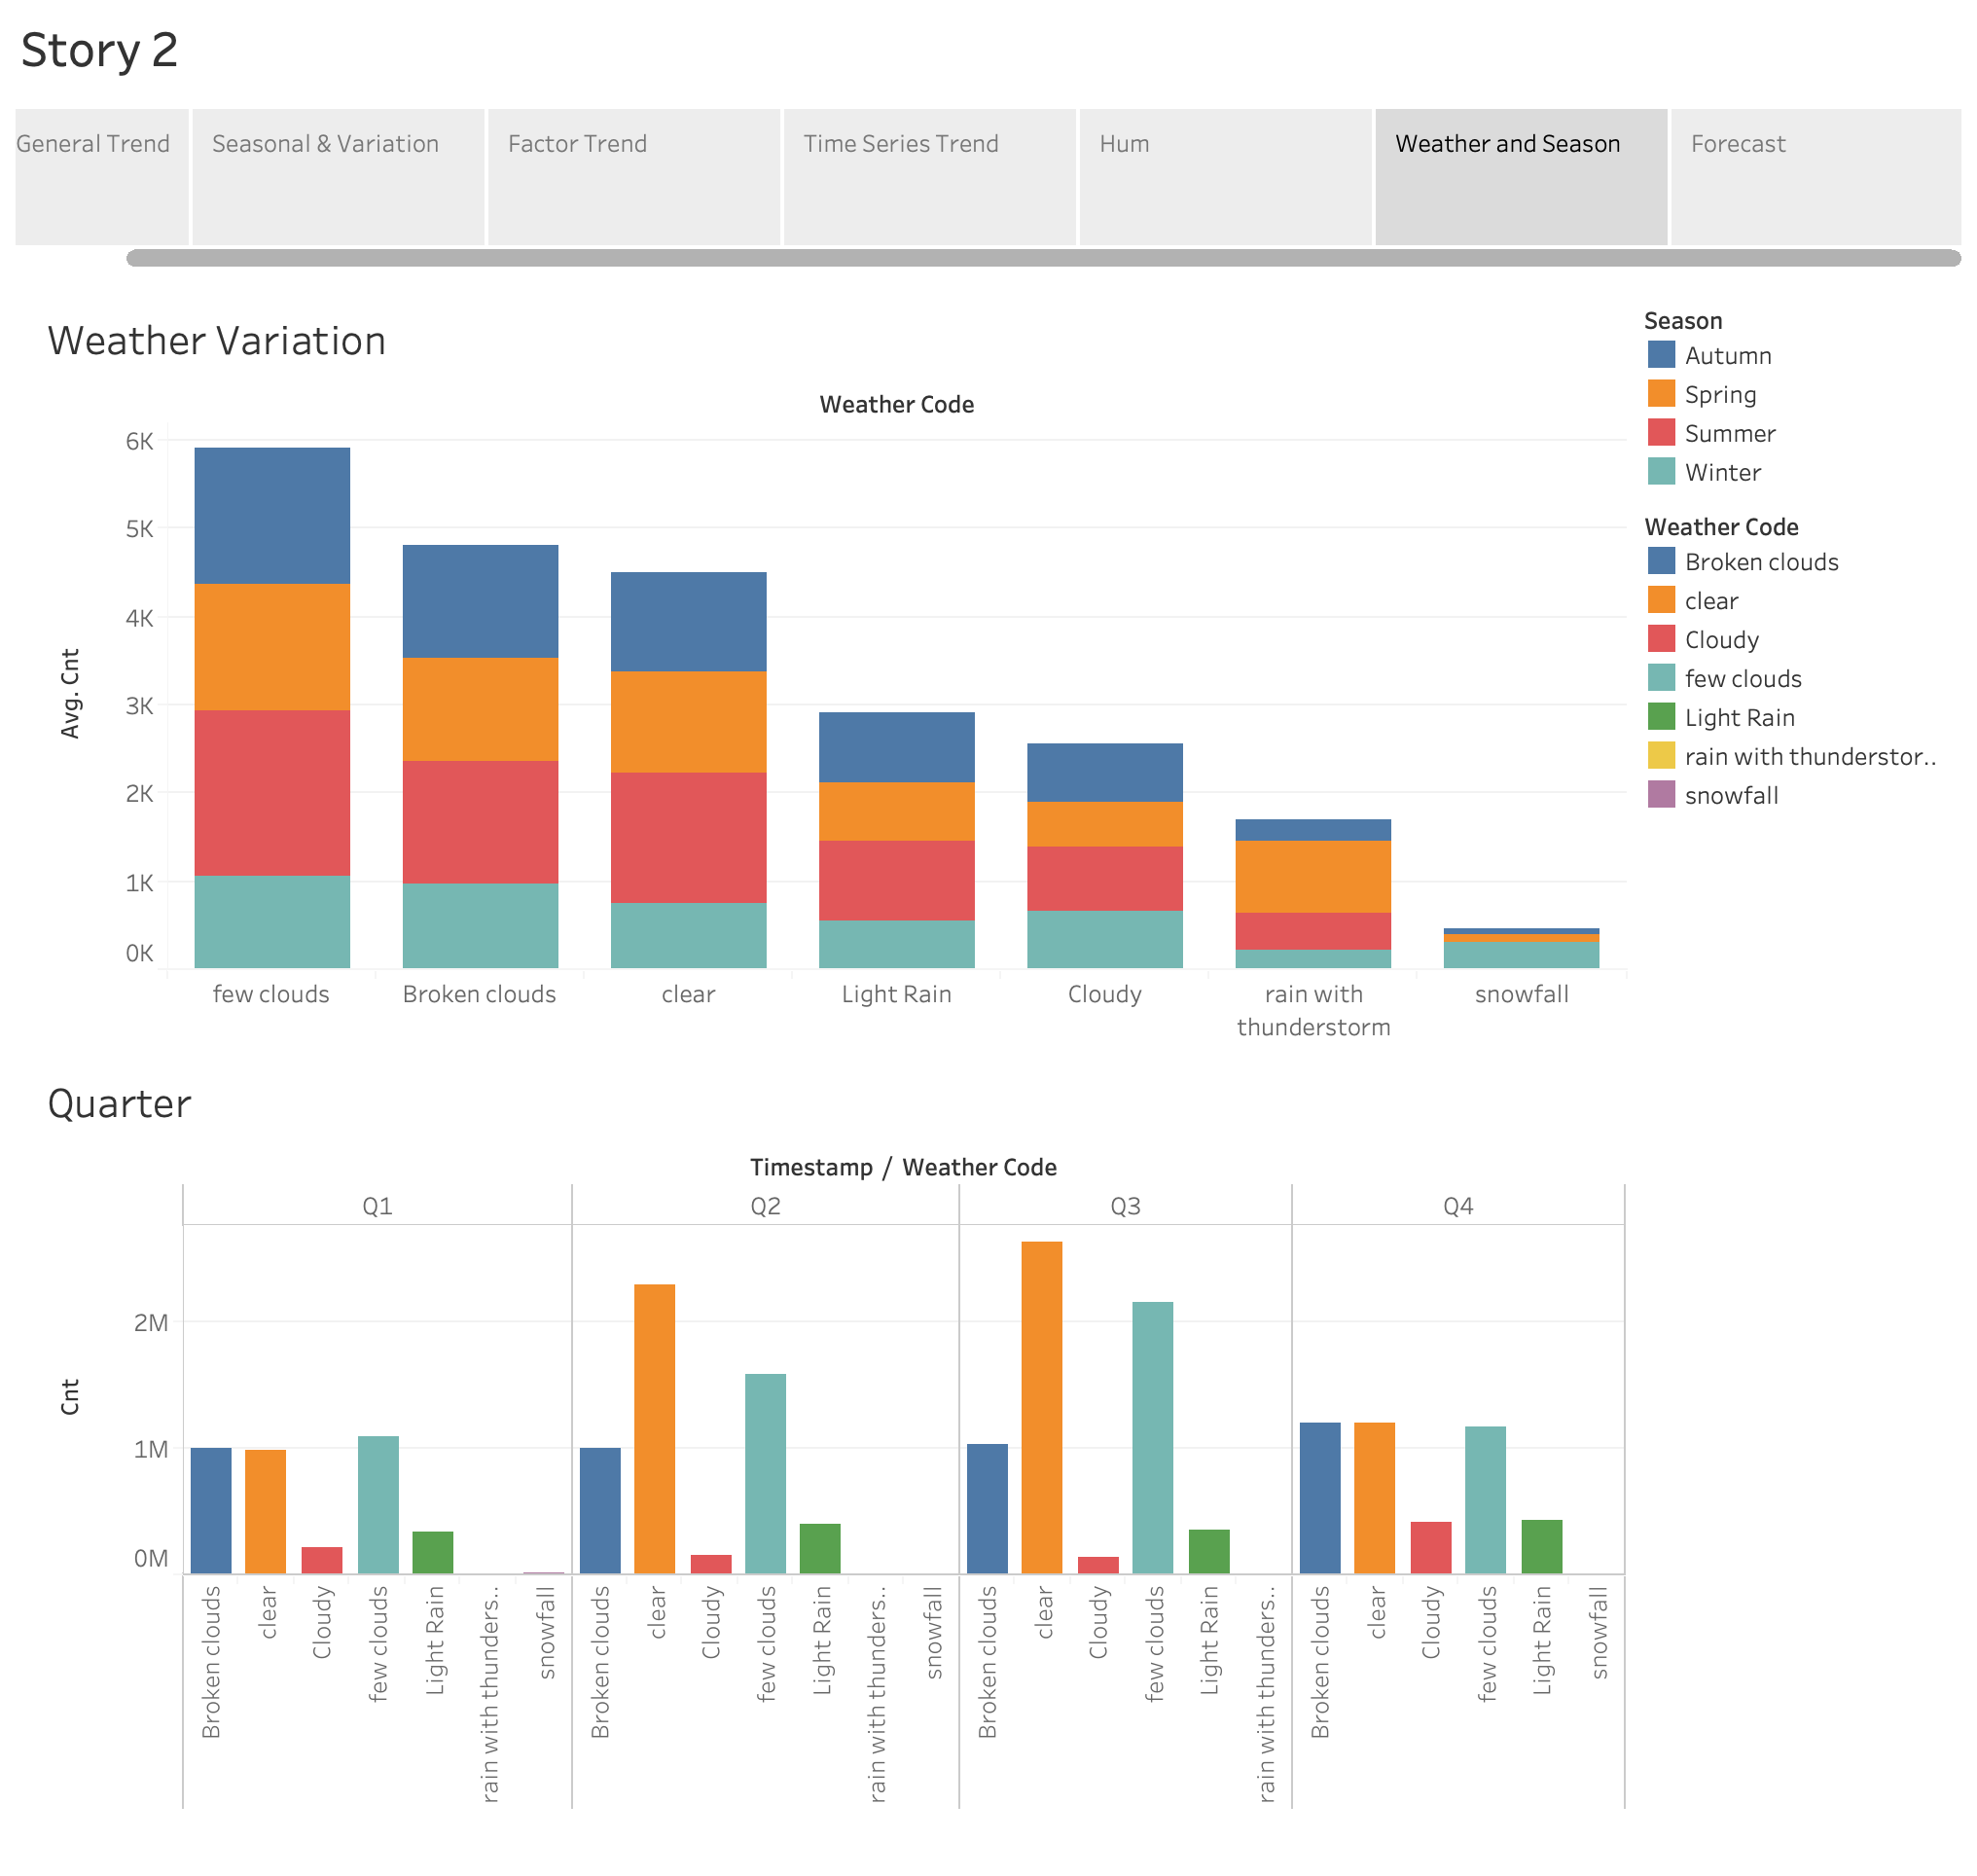 Story 2
General Trend
Seasonal & Variation
Factor Trend
Time Series Trend
Hum
Weather and Season
Forecast
Weather Variation
Weather Code
Avg. Cnt
6K
5K
4K
3K
2K
1K
0K
few clouds
Broken clouds
clear
Light Rain
Cloudy
rain with
thunderstorm
snowfall
Season
Autumn
Spring
Summer
Winter
Weather Code
Broken clouds
clear
Cloudy
few clouds
Light Rain
rain with thunderstor..
snowfall
Quarter
Timestamp / Weather Code
Q1
Q2
Q3
Q4
Cnt
2M
1M
0M
Broken clouds
clear
Cloudy
few clouds
Light Rain
rain with thunders..
snowfall
Broken clouds
clear
Cloudy
few clouds
Light Rain
rain with thunders..
snowfall
Broken clouds
clear
Cloudy
few clouds
Light Rain
rain with thunders..
Broken clouds
clear
Cloudy
few clouds
Light Rain
snowfall